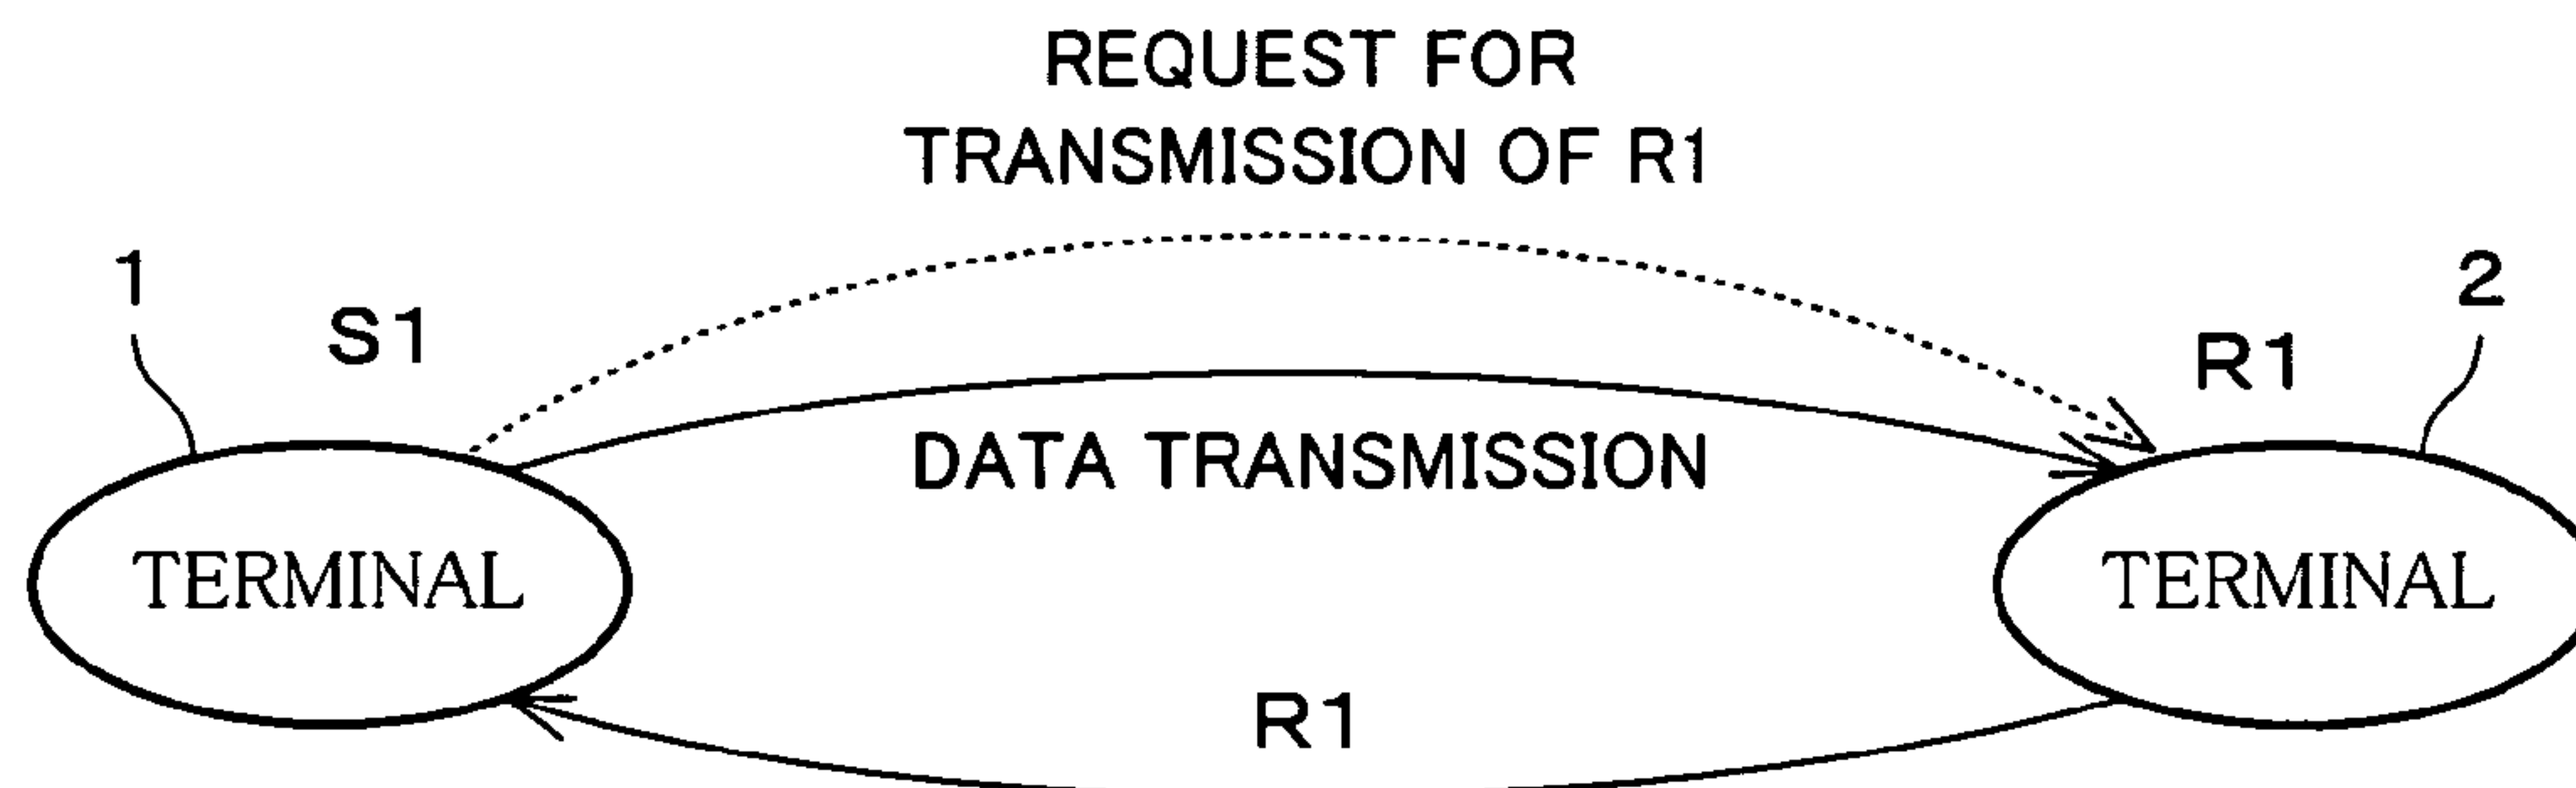 REQUEST FOR
TRANSMISSION OF R1
1
S1
2
R1
DATA TRANSMISSION
TERMINAL
TERMINAL
R1